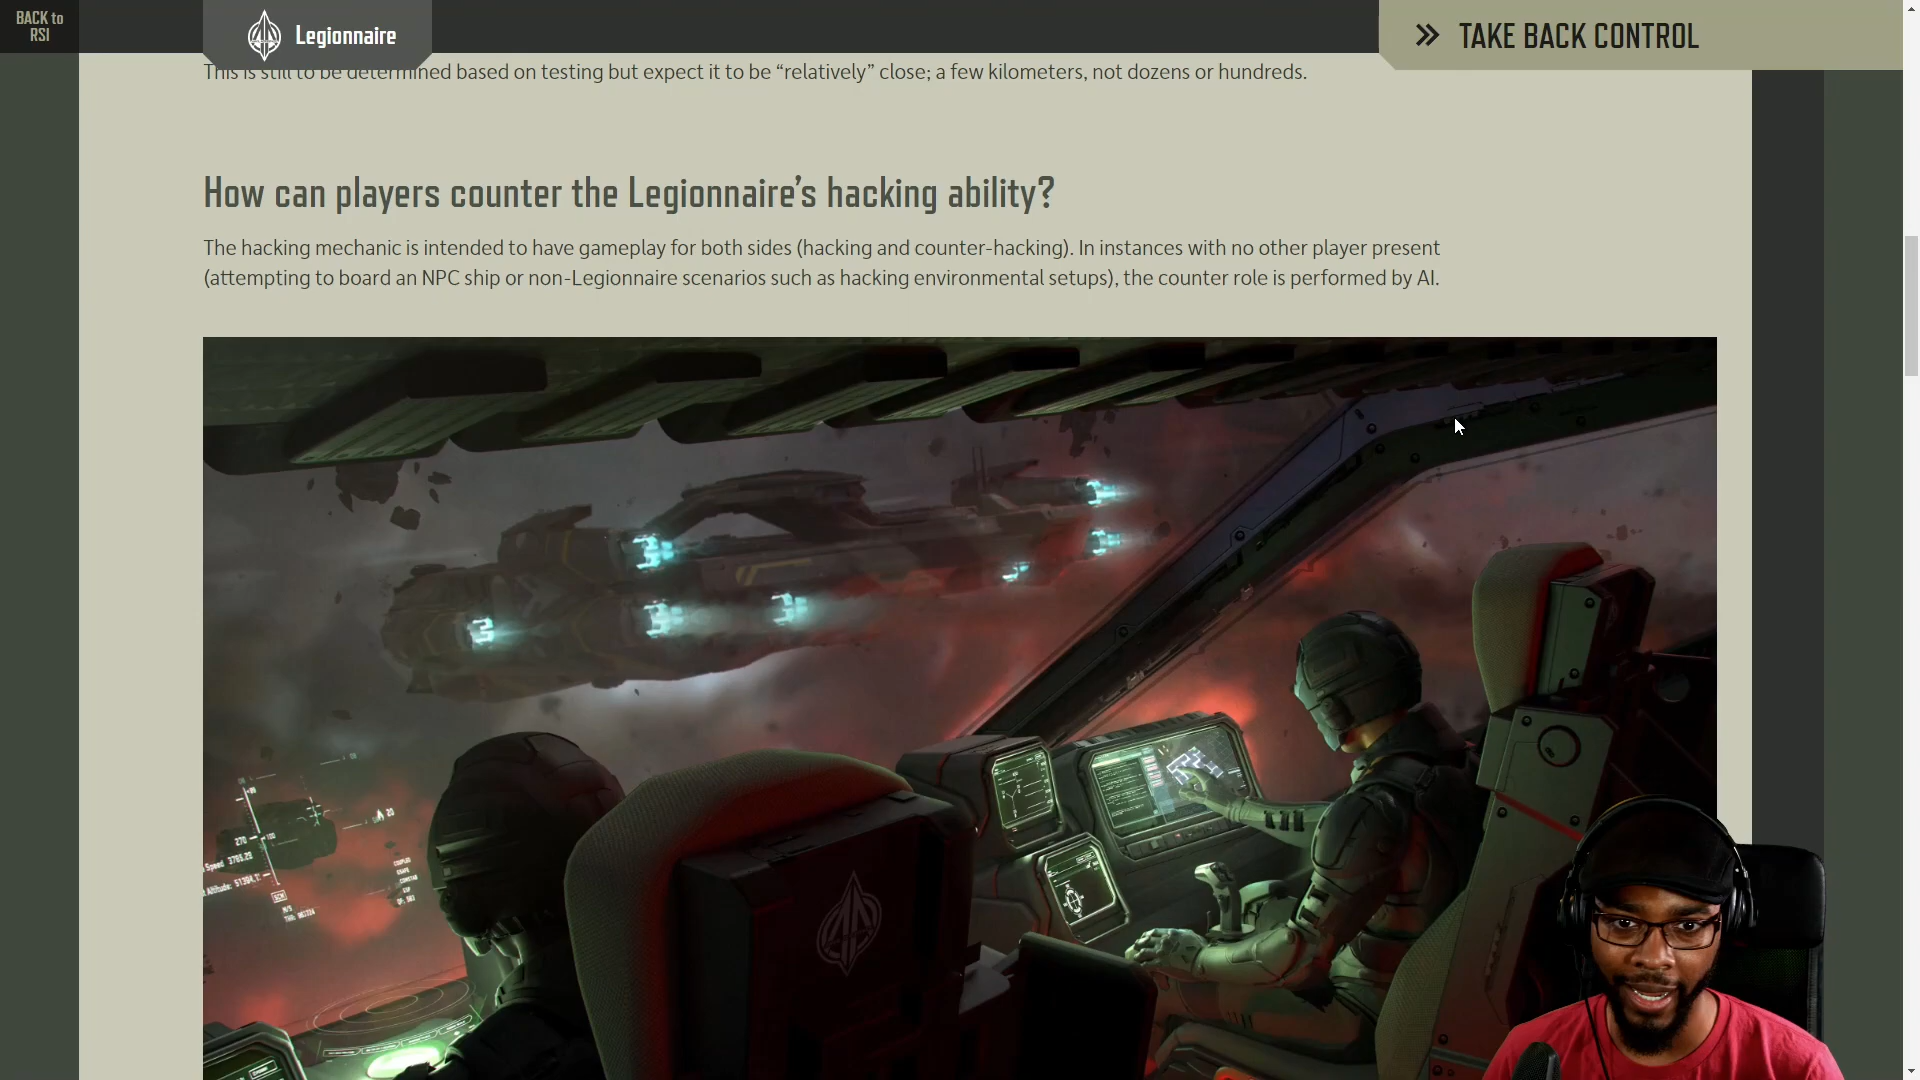 BACK to
RSI
Legionnaire
TAKE BACK CONTROL
This is still to be determined based on testing but expect it to be “relatively” close; a few kilometers, not dozens or hundreds.
How can players counter the Legionnaire’s hacking ability?
The hacking mechanic is intended to have gameplay for both sides (hacking and counter-hacking). In instances with no other player present
(attempting to board an NPC ship or non-Legionnaire scenarios such as hacking environmental setups), the counter role is performed by AI.